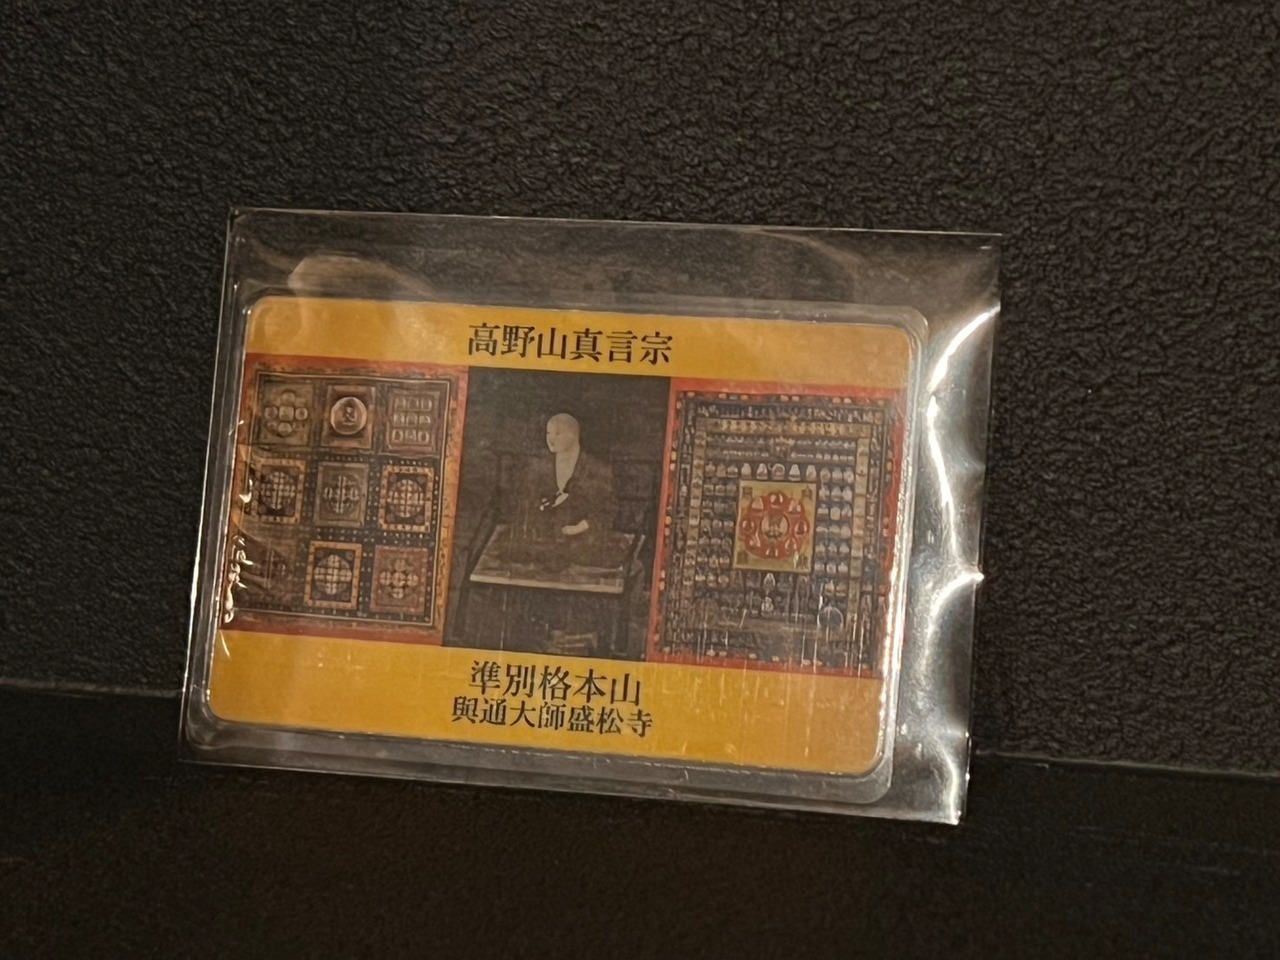 高野山真言宗
準別格本山
與通大師盛松寺